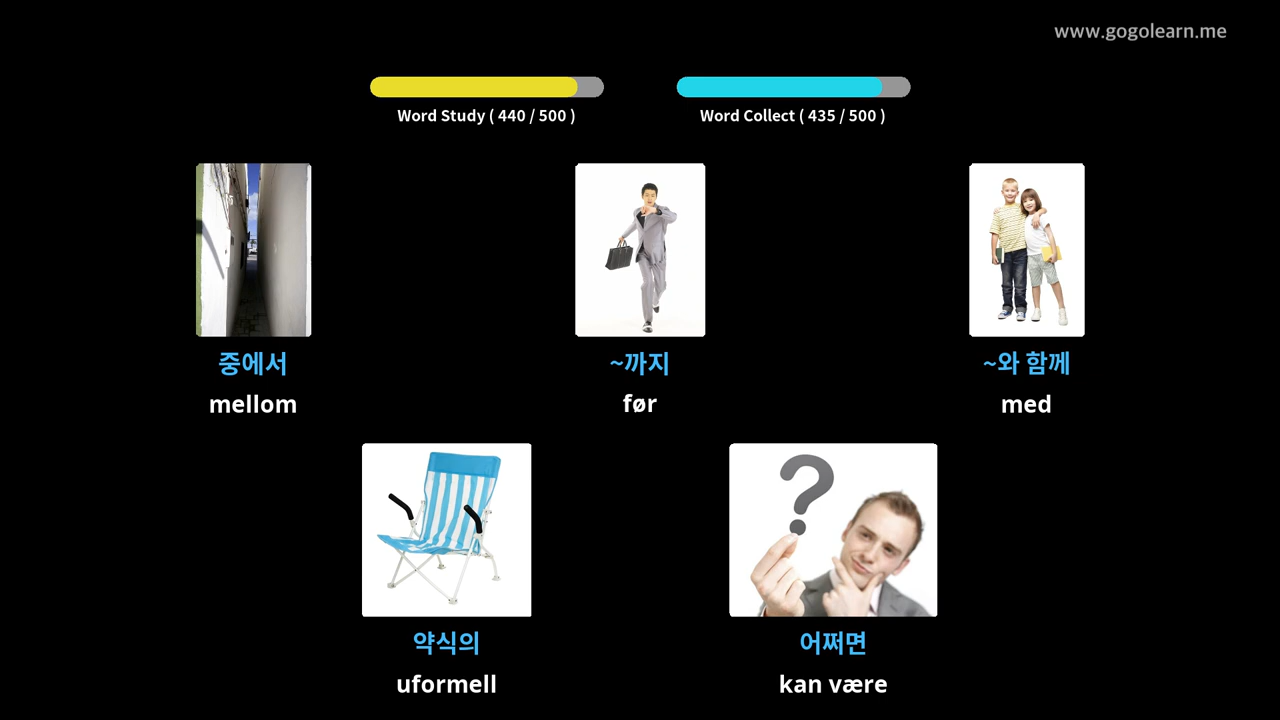 www.gogolearn.me
Word Study ( 440 / 500 )
Word Collect ( 435 / 500 )
중에서
~까지
~와 함께
mellom
før
med
약식의
어쩌면
uformell
kan være